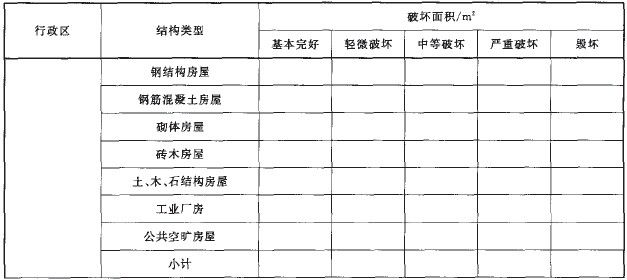 行政区 结构类型 破坏面积/m²
基本完好 轻微破坏 中等破坏 严重破坏 毁坏
钢结构房屋
钢筋混凝土房屋
砌体房屋
砖木房屋
土、木、石结构房屋
工业厂房
公共空旷房屋
小计